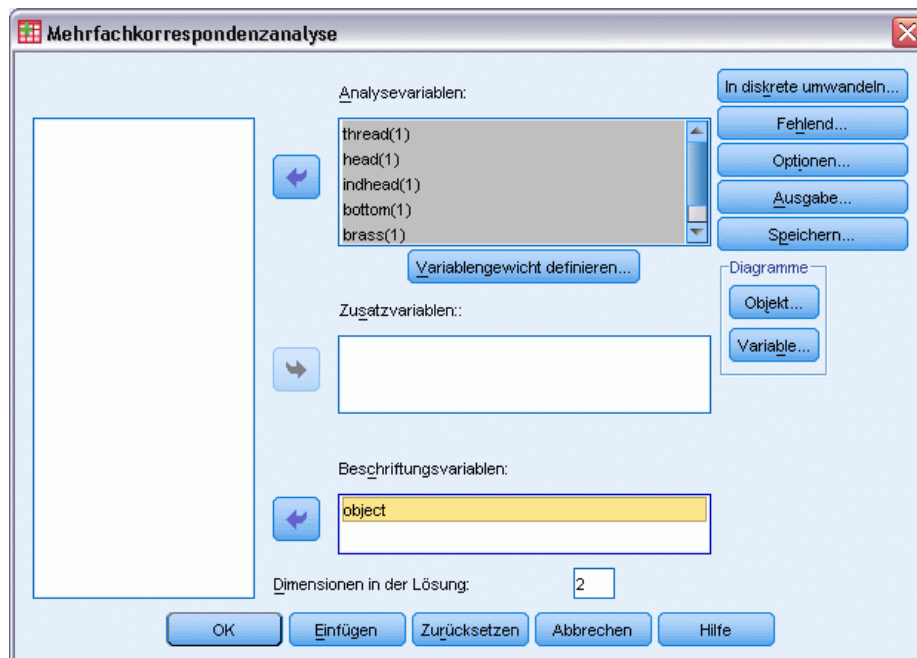 Mehrfachkorrespondenzanalyse
Analysevariablen:
thread(1)
head(1)
indhead(1)
bottom(1)
brass(1)
Variablengewicht definieren...
Zusatzvariablen::
Beschriftungsvariablen:
object
Dimensionen in der Lösung:
2
In diskrete umwandeln...
Fehlend...
Optionen...
Ausgabe...
Speichern...
Diagramme
Objekt...
Variable...
OK
Einfügen
Zurücksetzen
Abbrechen
Hilfe